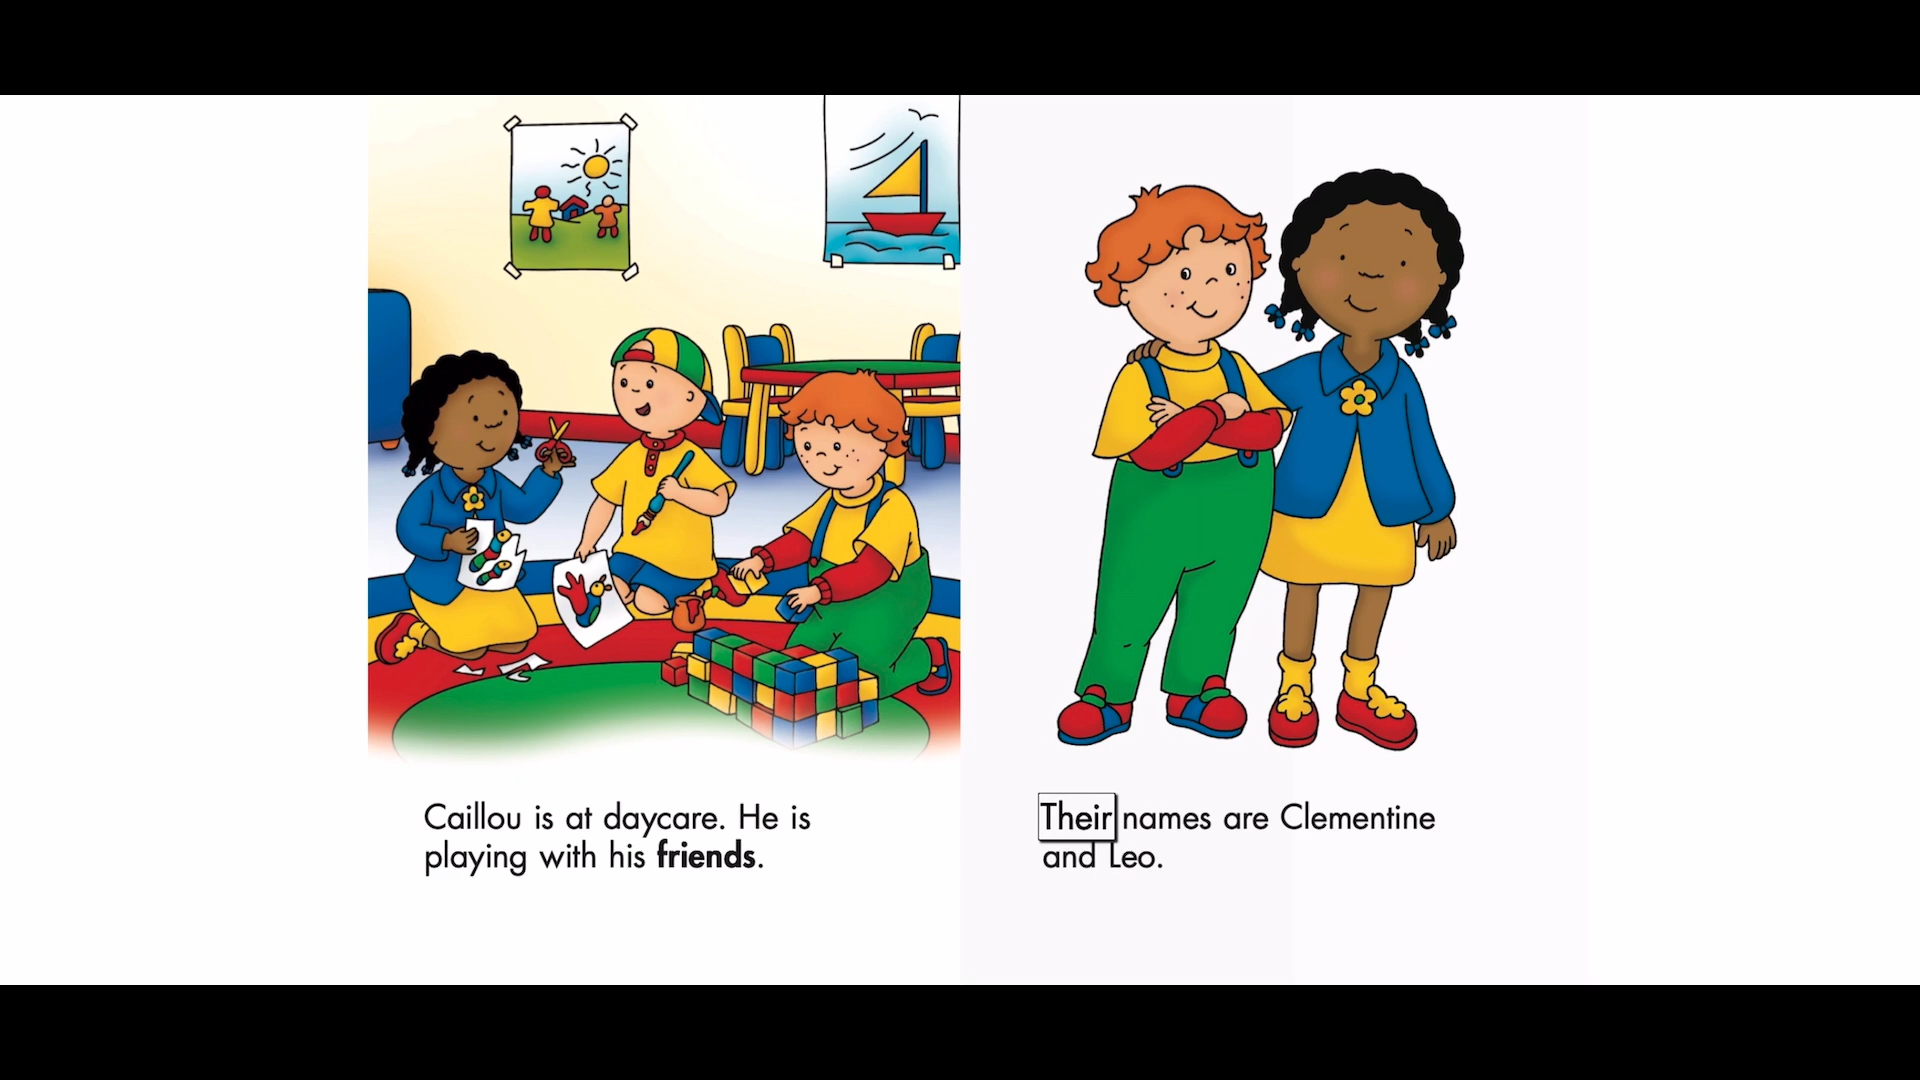 Caillou is at daycare. He is
playing with his friends.
Their names are Clementine
and Leo.